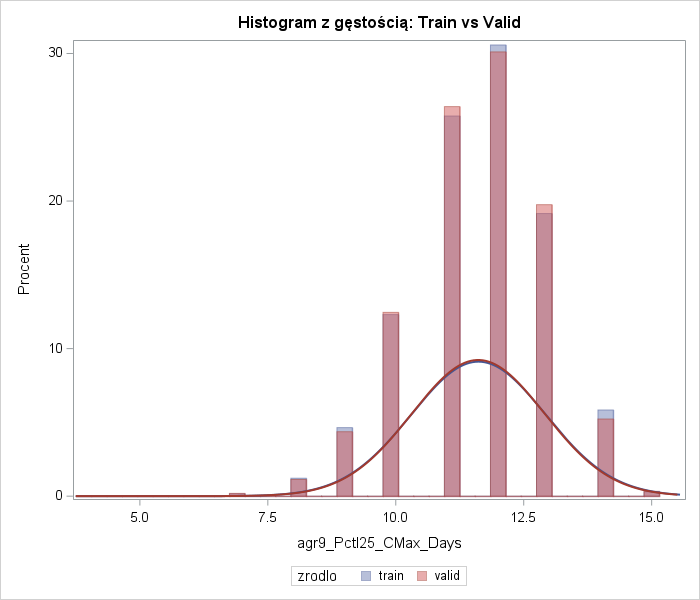 Histogram z gęstością: Train vs Valid
Procent
30
20
10
0
5.0 7.5 10.0 12.5 15.0
agr9_Pctl25_CMax_Days
zrodlo train valid